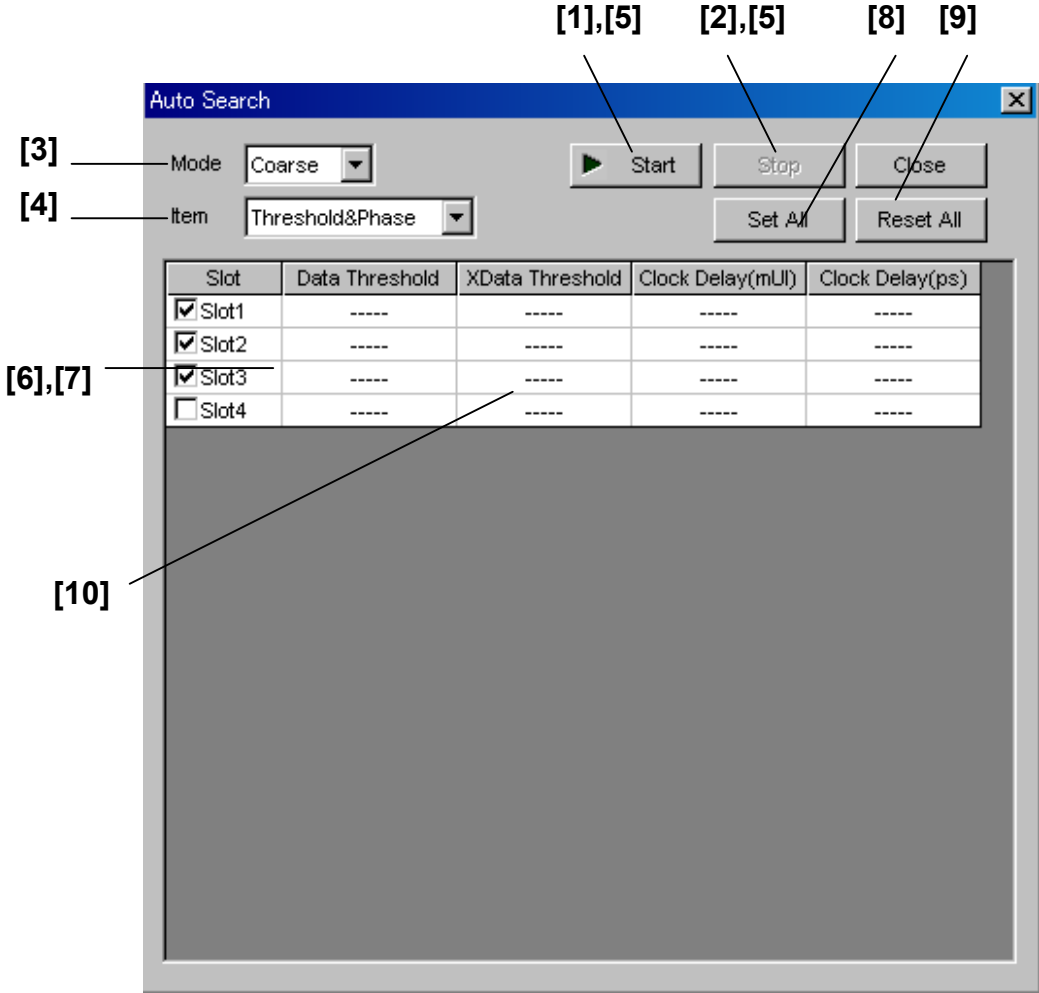 [1],[5] [2],[5] [8] [9]
Auto Search
[3] Mode Coarse Start Stop Close
[4] Item Threshold&Phase Set All Reset All
Slot Data Threshold XData Threshold Clock Delay(mUI) Clock Delay(ps)
Slot1 ----- ----- ----- -----
Slot2 ----- ----- ----- -----
[6],[7] Slot3 ----- ----- ----- -----
Slot4 ----- ----- ----- -----
[10]